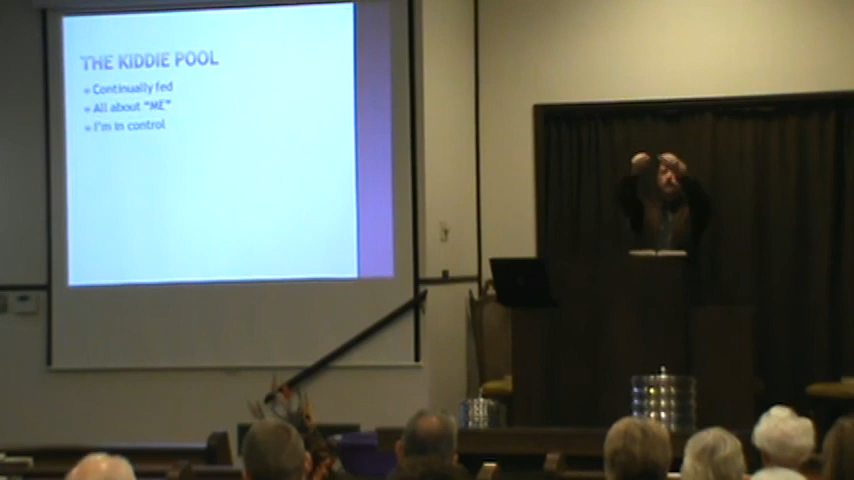 THE KIDDIE POOL
Continually fed
All about “ME”
I'm in control